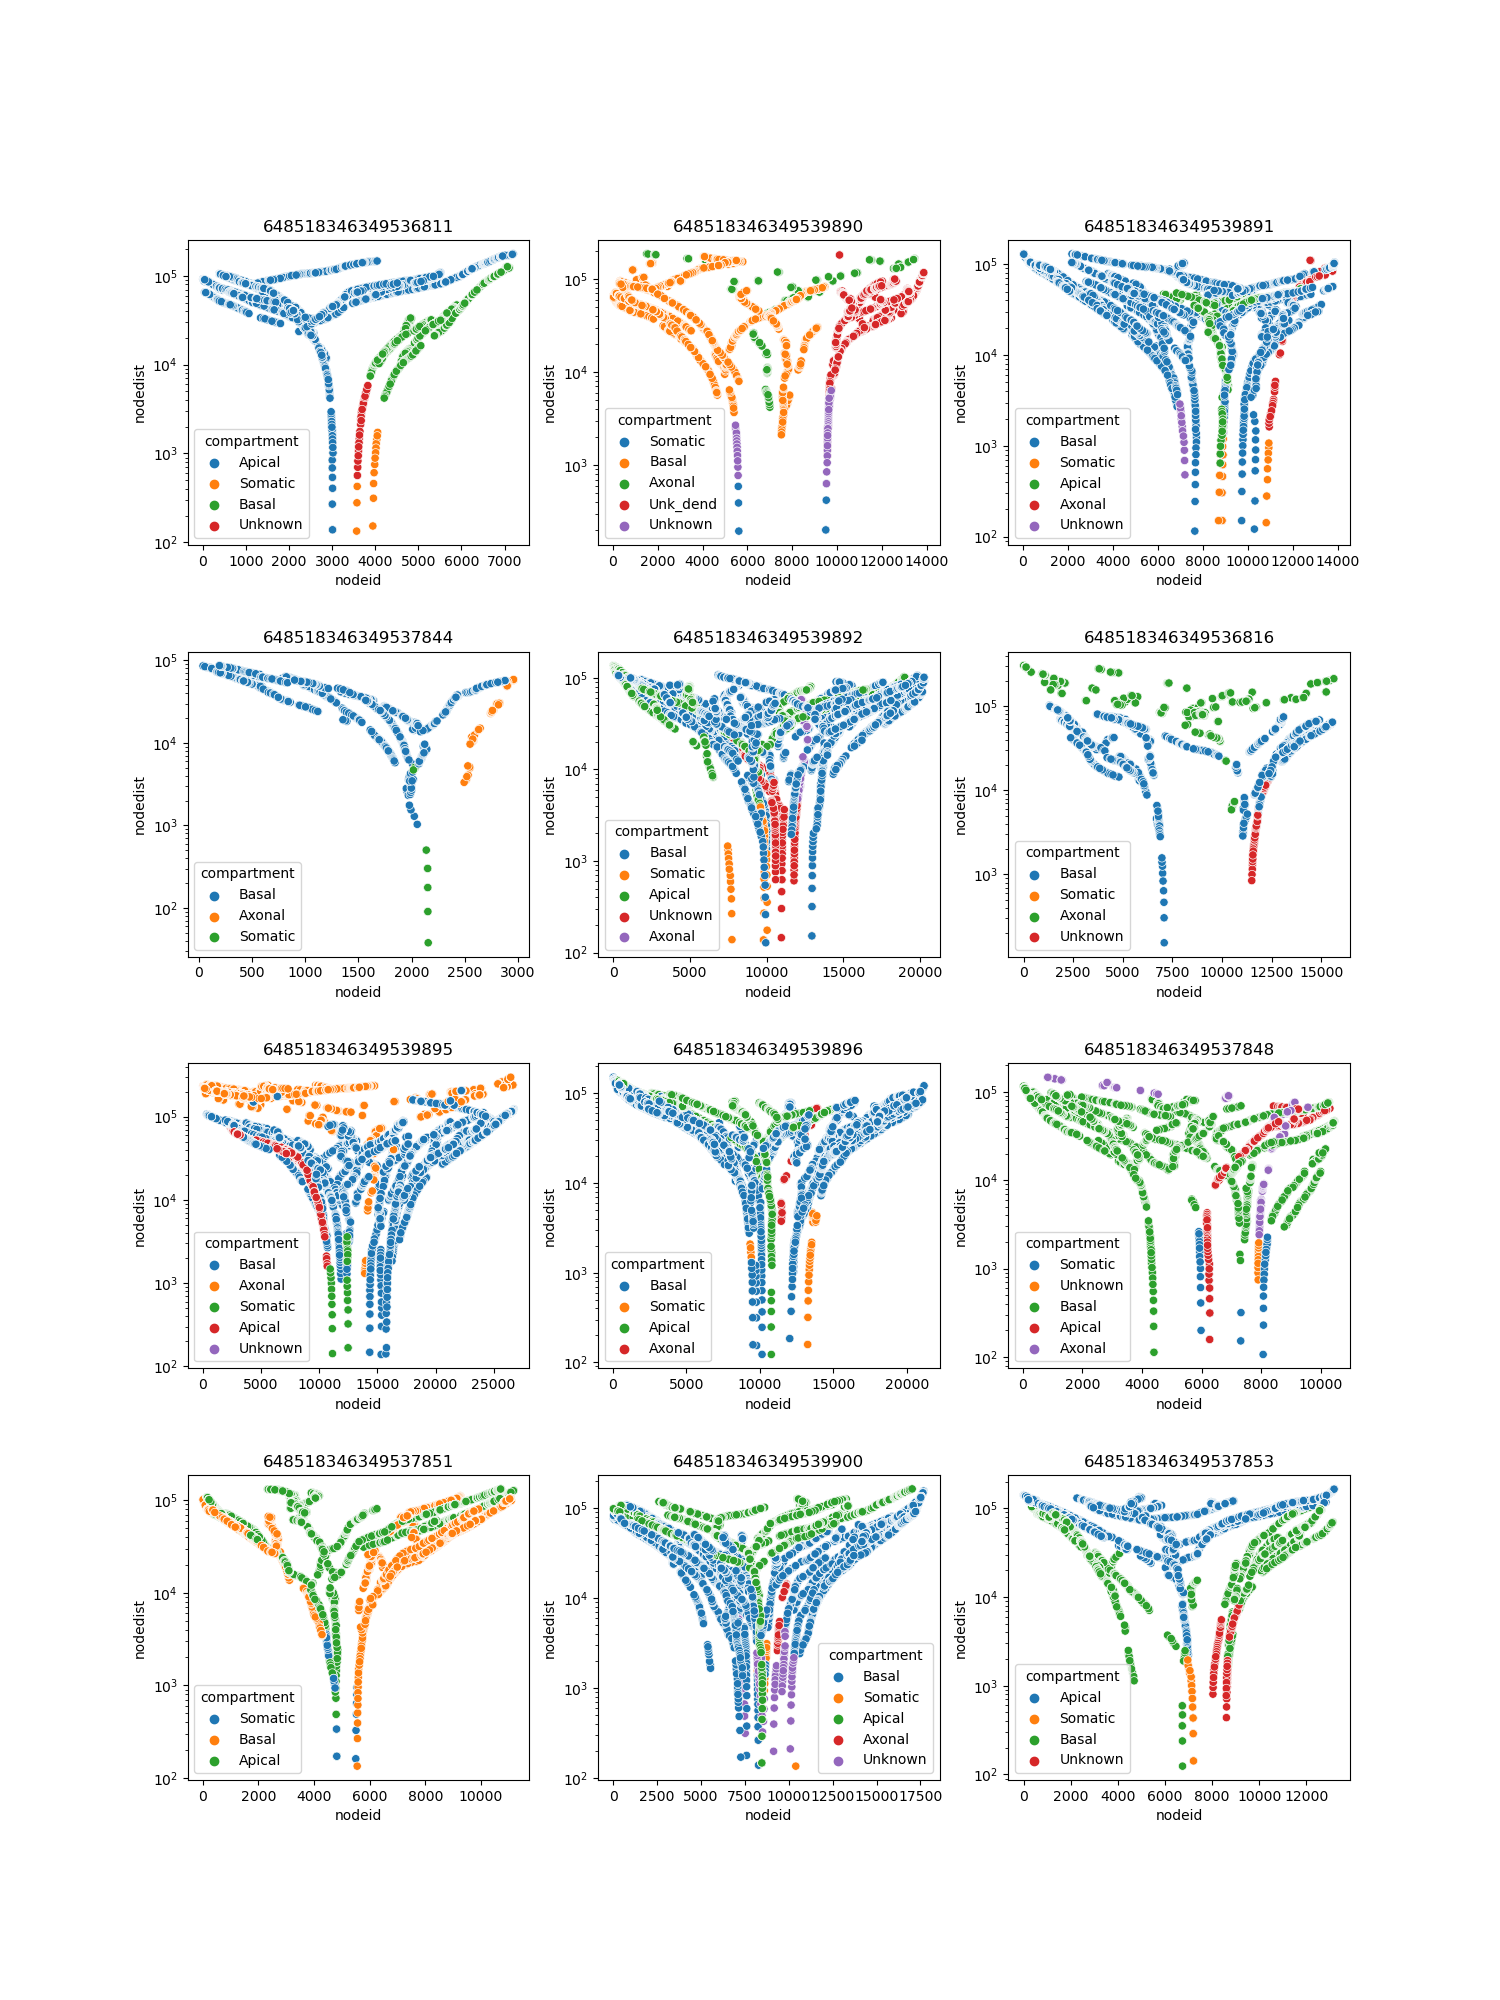 648518346349536811
nodedist
10^5
10^4
10^3
10^2
compartment
Apical
Somatic
Basal
Unknown
0 1000 2000 3000 4000 5000 6000 7000
nodeid
648518346349539890
nodedist
10^5
10^4
10^3
compartment
Somatic
Basal
Axonal
Unk_dend
Unknown
0 2000 4000 6000 8000 10000 12000 14000
nodeid
648518346349539891
nodedist
10^5
10^4
10^3
10^2
compartment
Basal
Somatic
Apical
Axonal
Unknown
0 2000 4000 6000 8000 10000 12000 14000
nodeid
648518346349537844
nodedist
10^5
10^4
10^3
10^2
compartment
Basal
Axonal
Somatic
0 500 1000 1500 2000 2500 3000
nodeid
648518346349539892
nodedist
10^5
10^4
10^3
10^2
compartment
Basal
Somatic
Apical
Unknown
Axonal
0 5000 10000 15000 20000
nodeid
648518346349536816
nodedist
10^5
10^4
10^3
compartment
Basal
Somatic
Axonal
Unknown
0 2500 5000 7500 10000 12500 15000
nodeid
648518346349539895
nodedist
10^5
10^4
10^3
10^2
compartment
Basal
Axonal
Somatic
Apical
Unknown
0 5000 10000 15000 20000 25000
nodeid
648518346349539896
nodedist
10^5
10^4
10^3
10^2
compartment
Basal
Somatic
Apical
Axonal
0 5000 10000 15000 20000
nodeid
648518346349537848
nodedist
10^5
10^4
10^3
10^2
compartment
Somatic
Unknown
Basal
Apical
Axonal
0 2000 4000 6000 8000 10000
nodeid
648518346349537851
nodedist
10^5
10^4
10^3
10^2
compartment
Somatic
Basal
Apical
0 2000 4000 6000 8000 10000
nodeid
648518346349539900
nodedist
10^5
10^4
10^3
10^2
compartment
Basal
Somatic
Apical
Axonal
Unknown
0 2500 5000 7500 10000 12500 15000 17500
nodeid
648518346349537853
nodedist
10^5
10^4
10^3
10^2
compartment
Apical
Somatic
Basal
Unknown
0 2000 4000 6000 8000 10000 12000
nodeid